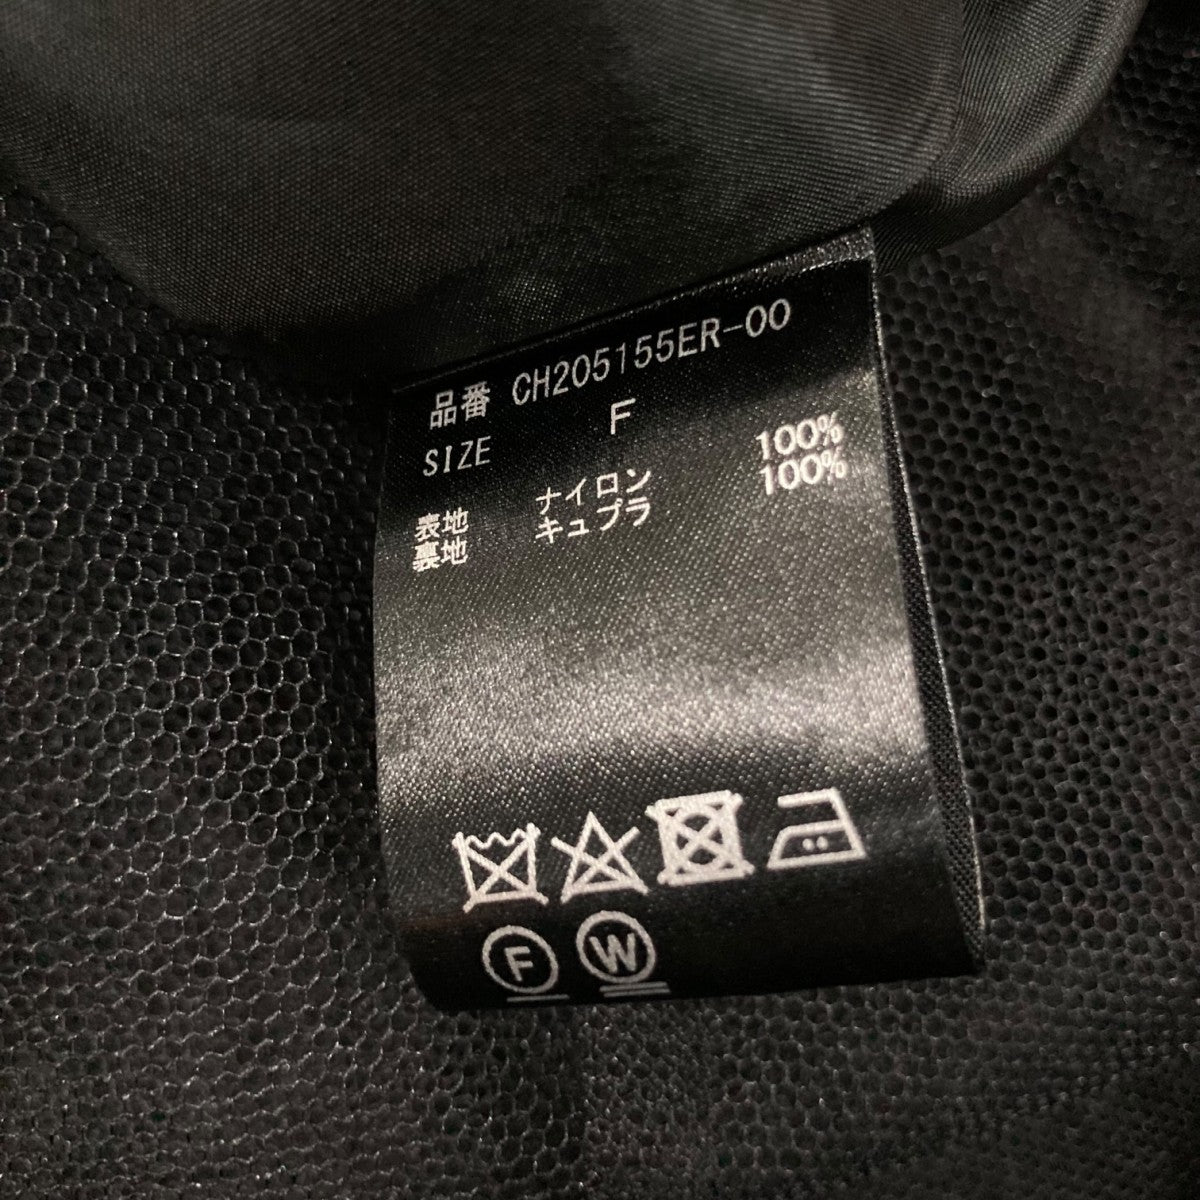 品番 CH205155ER-00
SIZE F
表地 ナイロン 100%
裏地 キュプラ 100%
F W